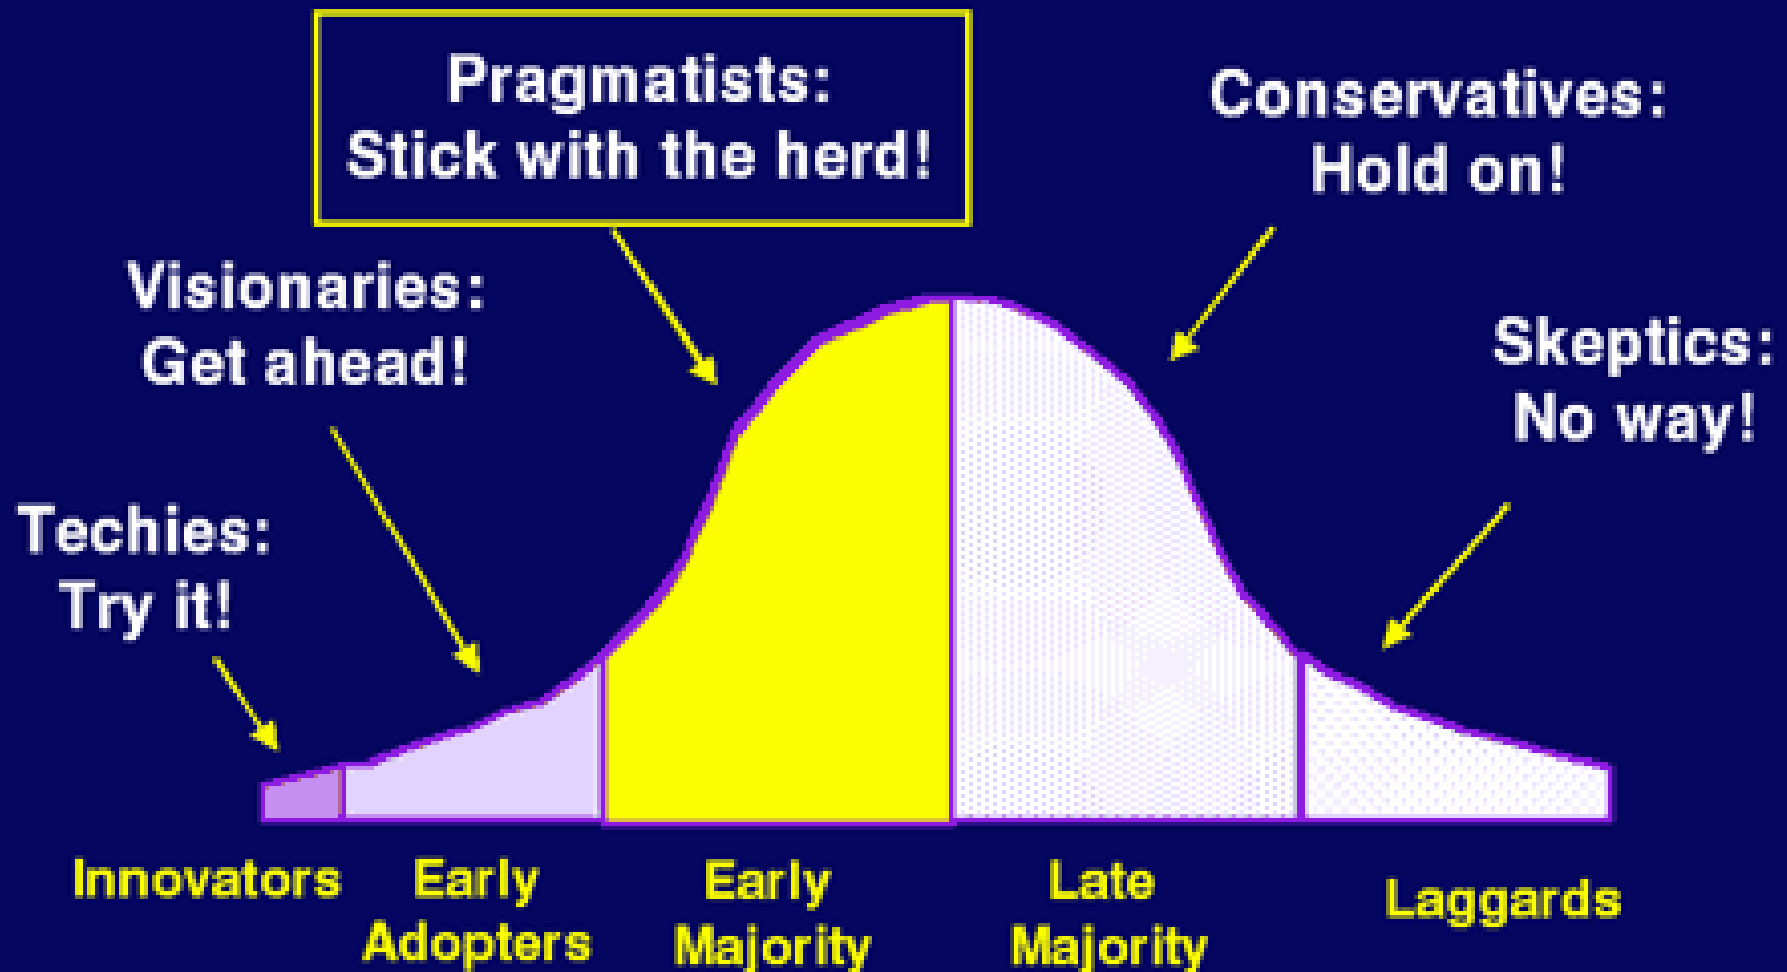 Pragmatists:
Stick with the herd!
Conservatives:
Hold on!
Visionaries:
Get ahead!
Skeptics:
No way!
Techies:
Try it!
Innovators
Early
Adopters
Early
Majority
Late
Majority
Laggards